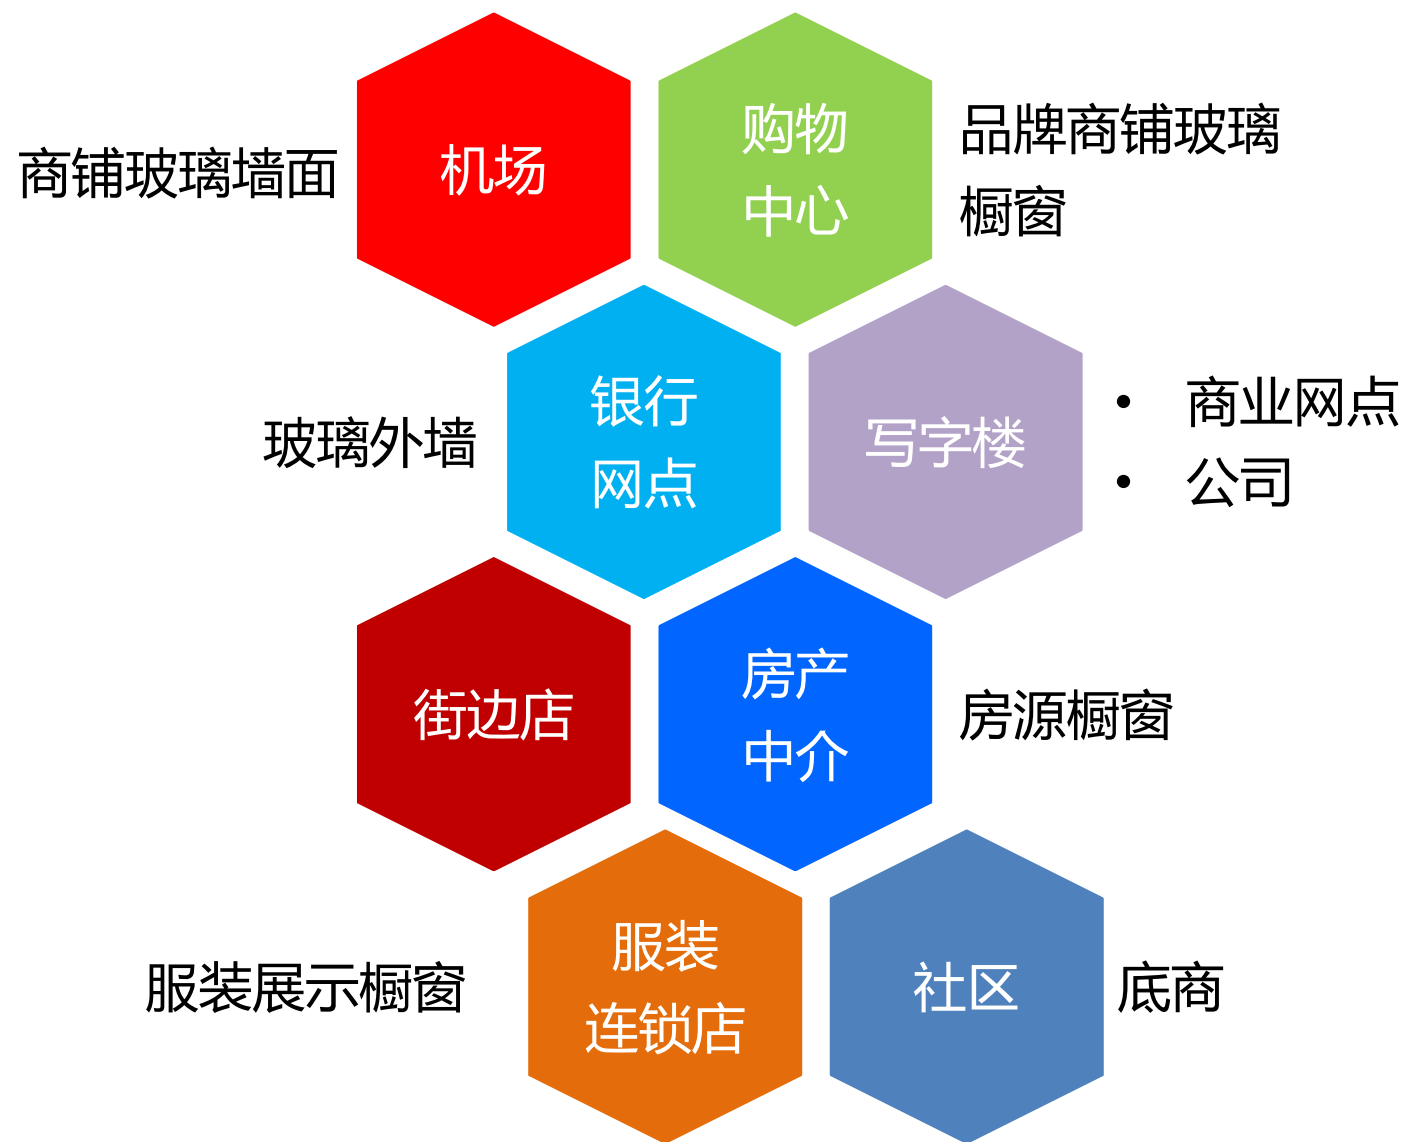 商铺玻璃墙面
机场
购物
中心
品牌商铺玻璃
橱窗
玻璃外墙
银行
网点
写字楼
• 商业网点
• 公司
街边店
房产
中介
房源橱窗
服装展示橱窗
服装
连锁店
社区
底商